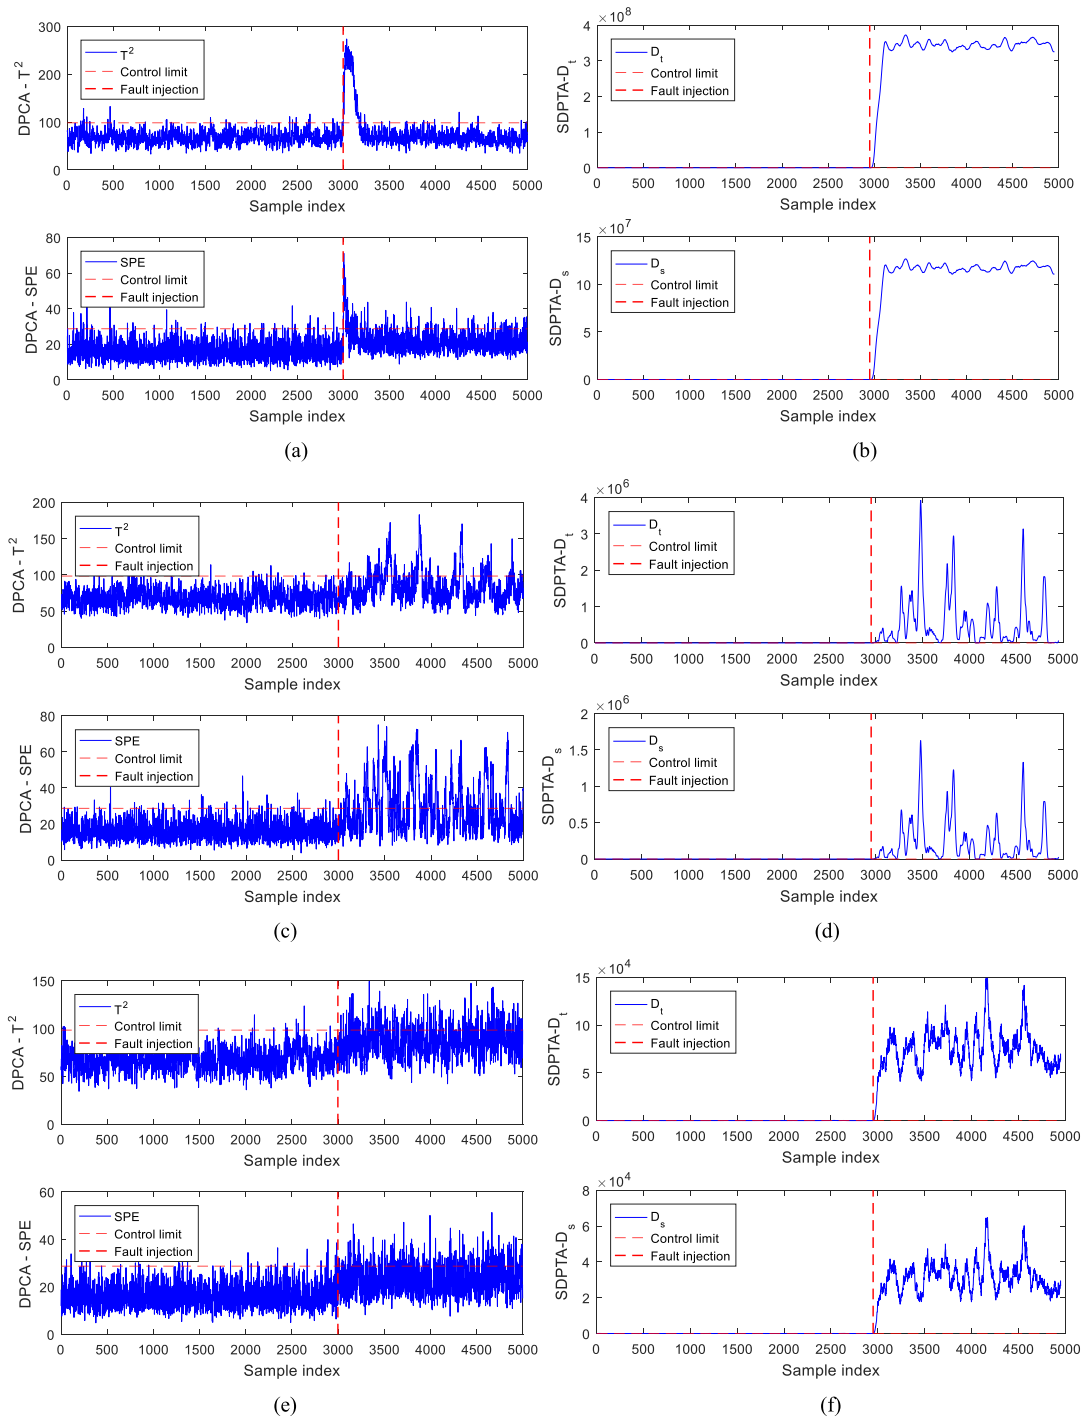 DPCA - T2
300
200
100
0
T2
Control limit
Fault injection
0 500 1000 1500 2000 2500 3000 3500 4000 4500 5000
Sample index
DPCA - SPE
80
60
40
20
0
SPE
Control limit
Fault injection
0 500 1000 1500 2000 2500 3000 3500 4000 4500 5000
Sample index
(a)
×10^8
SDPTA-Dt
4
3
2
1
0
Dt
Control limit
Fault injection
0 500 1000 1500 2000 2500 3000 3500 4000 4500 5000
Sample index
×10^7
SDPTA-Ds
15
10
5
0
Ds
Control limit
Fault injection
0 500 1000 1500 2000 2500 3000 3500 4000 4500 5000
Sample index
(b)
DPCA - T2
200
150
100
50
0
T2
Control limit
Fault injection
0 500 1000 1500 2000 2500 3000 3500 4000 4500 5000
Sample index
DPCA - SPE
80
60
40
20
0
SPE
Control limit
Fault injection
0 500 1000 1500 2000 2500 3000 3500 4000 4500 5000
Sample index
(c)
×10^6
SDPTA-Dt
4
3
2
1
0
Dt
Control limit
Fault injection
0 500 1000 1500 2000 2500 3000 3500 4000 4500 5000
Sample index
×10^6
SDPTA-Ds
2
1.5
1
0.5
0
Ds
Control limit
Fault injection
0 500 1000 1500 2000 2500 3000 3500 4000 4500 5000
Sample index
(d)
DPCA - T2
150
100
50
0
T2
Control limit
Fault injection
0 500 1000 1500 2000 2500 3000 3500 4000 4500 5000
Sample index
DPCA - SPE
60
40
20
0
SPE
Control limit
Fault injection
0 500 1000 1500 2000 2500 3000 3500 4000 4500 5000
Sample index
(e)
×10^4
SDPTA-Dt
15
10
5
0
Dt
Control limit
Fault injection
0 500 1000 1500 2000 2500 3000 3500 4000 4500 5000
Sample index
×10^4
SDPTA-Ds
8
6
4
2
0
Ds
Control limit
Fault injection
0 500 1000 1500 2000 2500 3000 3500 4000 4500 5000
Sample index
(f)